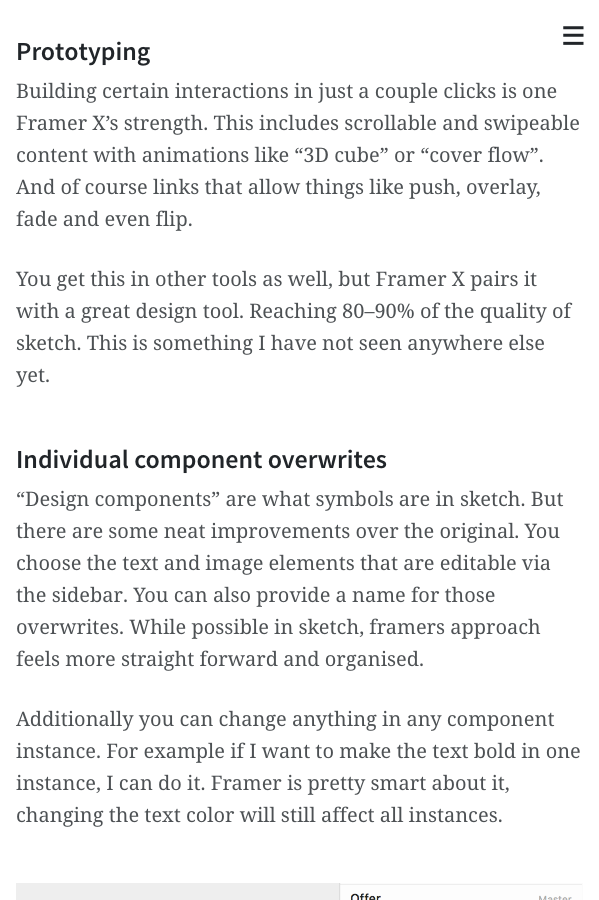 Prototyping
Building certain interactions in just a couple clicks is one
Framer X’s strength. This includes scrollable and swipeable
content with animations like “3D cube” or “cover flow”.
And of course links that allow things like push, overlay,
fade and even flip.
You get this in other tools as well, but Framer X pairs it
with a great design tool. Reaching 80–90% of the quality of
sketch. This is something I have not seen anywhere else
yet.
Individual component overwrites
“Design components” are what symbols are in sketch. But
there are some neat improvements over the original. You
choose the text and image elements that are editable via
the sidebar. You can also provide a name for those
overwrites. While possible in sketch, framers approach
feels more straight forward and organised.
Additionally you can change anything in any component
instance. For example if I want to make the text bold in one
instance, I can do it. Framer is pretty smart about it,
changing the text color will still affect all instances.
Offer Master